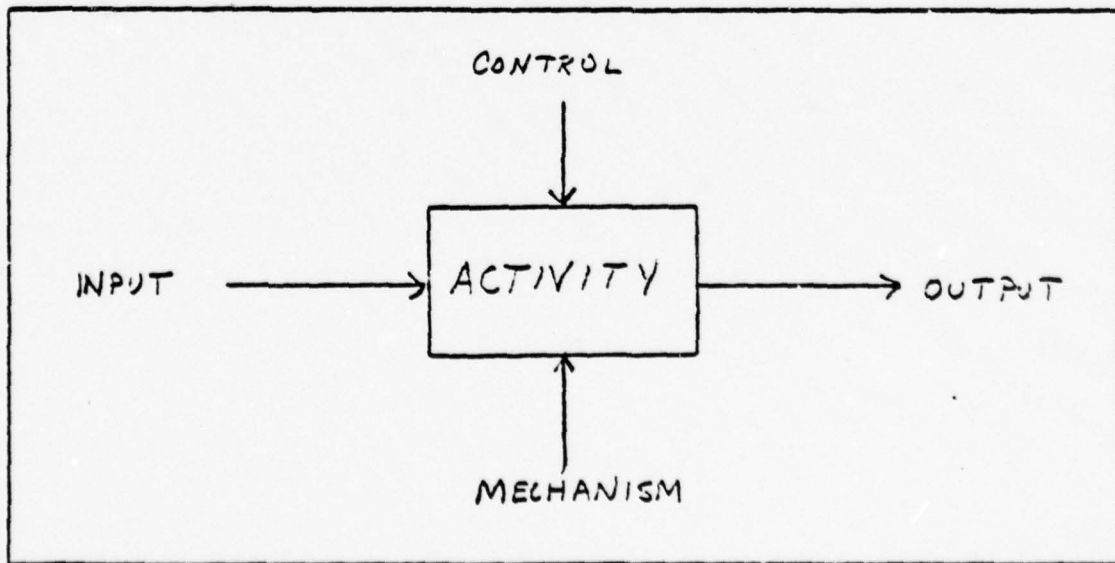 CONTROL
INPUT
ACTIVITY
OUTPUT
MECHANISM